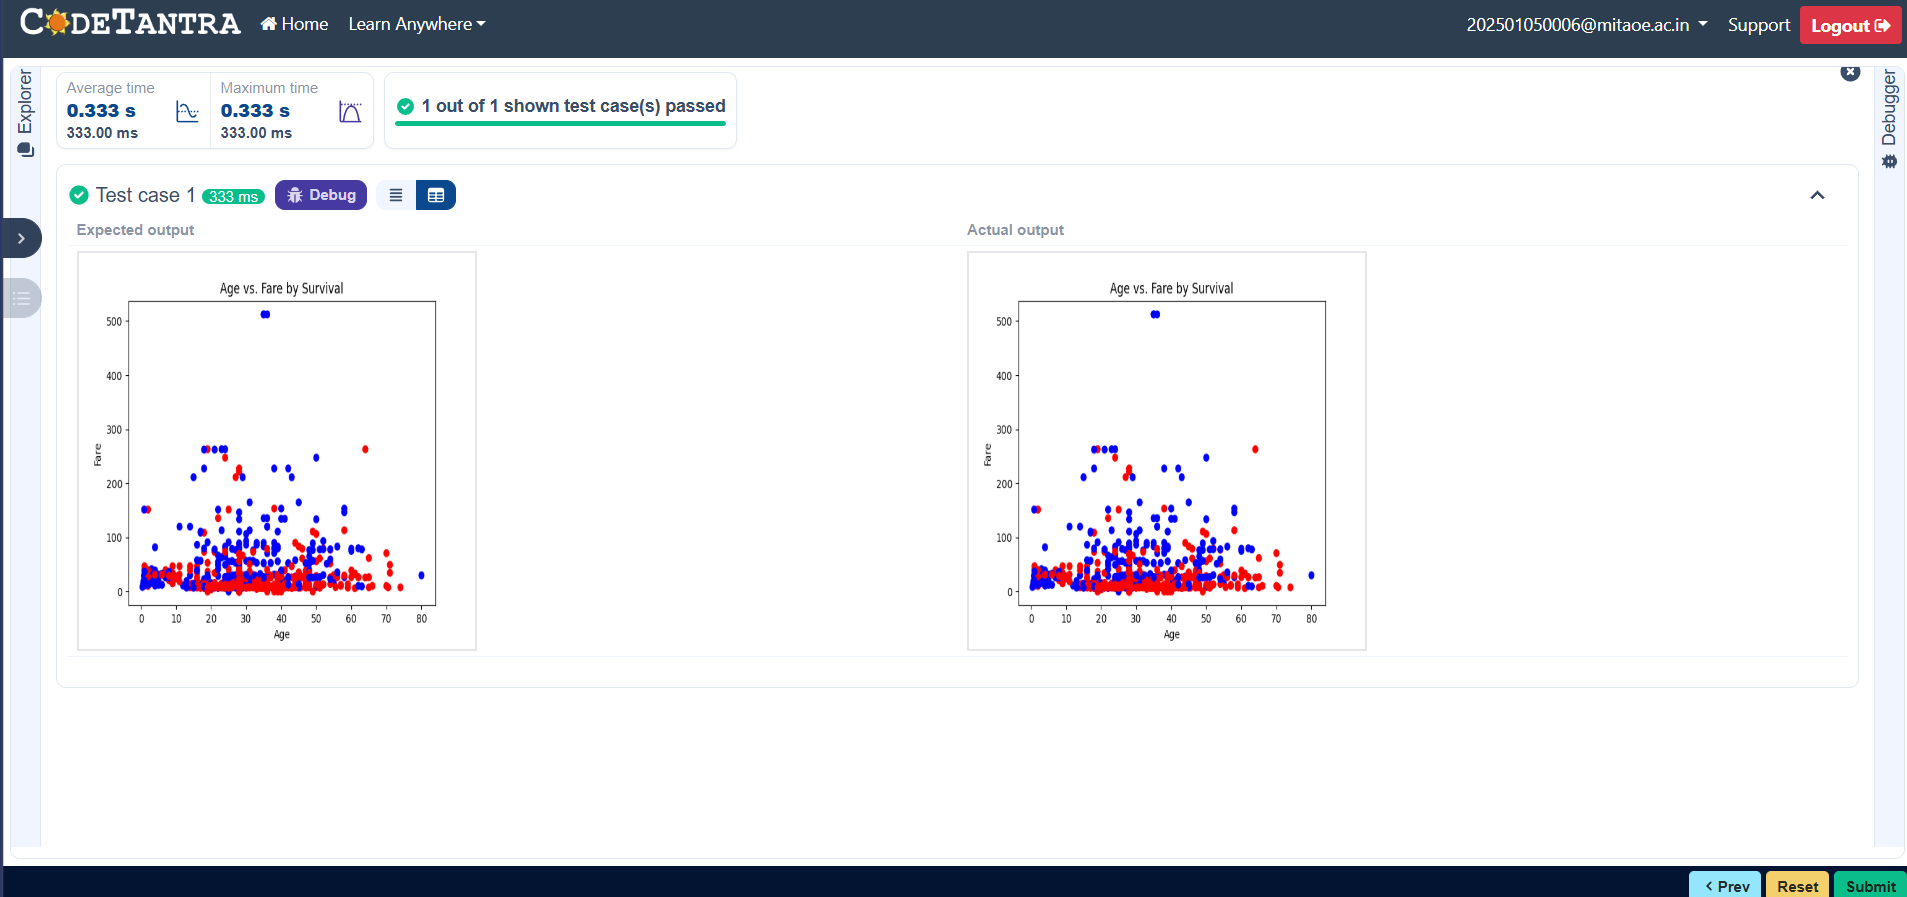 CODETANTRA Home Learn Anywhere 202501050006@mitaoe.ac.in Support Logout
Explorer
Debugger
Average time
0.333 s
333.00 ms
Maximum time
0.333 s
333.00 ms
1 out of 1 shown test case(s) passed
Test case 1 333 ms Debug
Expected output
Age vs. Fare by Survival
500
400
300
200
100
0
Fare
0 10 20 30 40 50 60 70 80
Age
Actual output
Age vs. Fare by Survival
500
400
300
200
100
0
Fare
0 10 20 30 40 50 60 70 80
Age
Prev Reset Submit